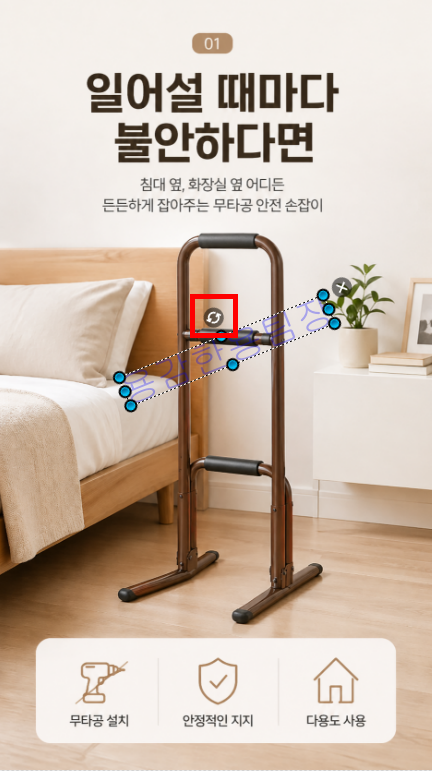 01
일어설 때마다
불안하다면
침대 옆, 화장실 옆 어디든
든든하게 잡아주는 무타공 안전 손잡이
무타공 설치
안정적인 지지
다용도 사용